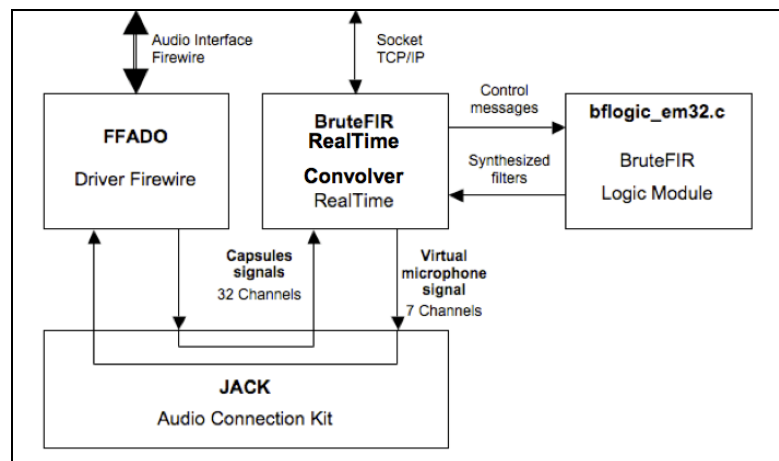 Audio Interface
Firewire
Socket
TCP/IP
FFADO
Driver Firewire
BruteFIR
RealTime
Convolver
RealTime
Control
messages
Synthesized
filters
bflogic_em32.c
BruteFIR
Logic Module
Capsules
signals
32 Channels
Virtual
microphone
signal
7 Channels
JACK
Audio Connection Kit